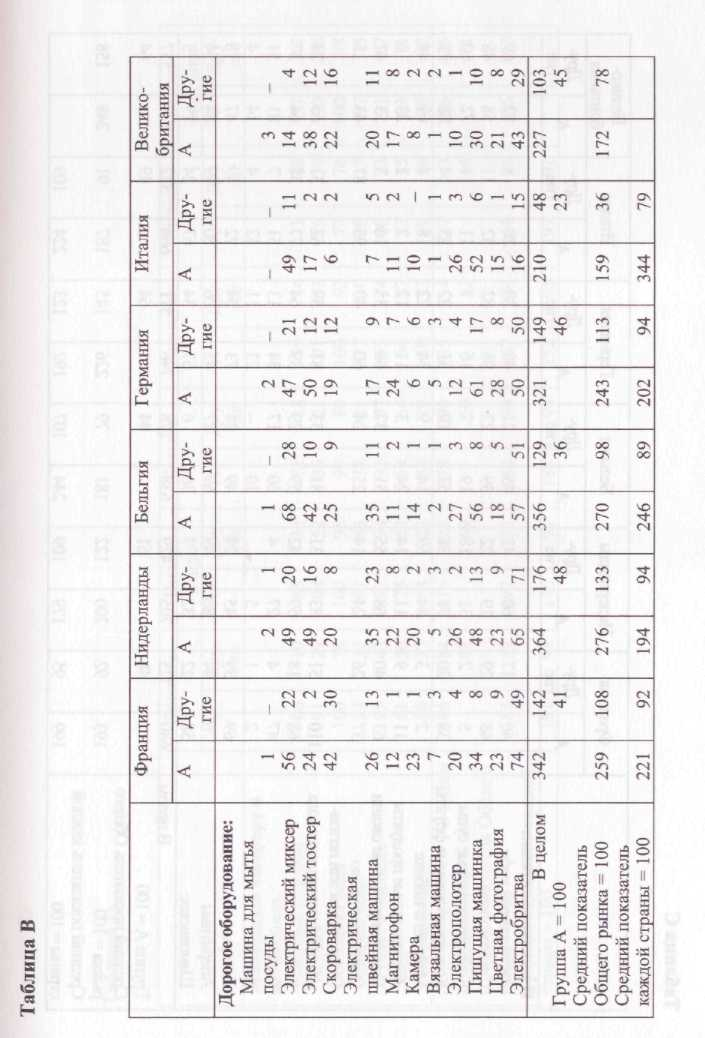 Таблица В
Франция Нидерланды Бельгия Германия Италия Велико-
британия
А Дру- А Дру- А Дру- А Дру- А Дру- А Дру-
гие гие гие гие гие гие
Дорогое оборудование:
Машина для мытья
посуды 1 – 2 1 1 – 2 – – – 3 –
Электрический миксер 56 22 49 20 68 28 47 21 49 11 14 4
Электрический тостер 24 2 49 16 42 10 50 12 17 2 38 12
Скороварка 42 30 20 8 25 9 19 12 6 2 22 16
Электрическая
швейная машина 26 13 35 23 35 11 17 9 7 5 20 11
Магнитофон 12 1 22 8 11 2 24 7 11 2 17 8
Камера 23 1 20 2 14 1 6 6 10 – 8 2
Вязальная машина 7 3 5 3 2 1 5 3 1 1 1 2
Электрополотер 20 4 26 2 27 3 12 4 26 3 10 1
Пишущая машинка 34 8 48 13 56 8 61 17 52 6 30 10
Цветная фотография 23 9 23 9 18 5 28 8 15 1 21 8
Электробритва 74 49 65 71 57 51 50 50 16 15 43 29
В целом 342 142 364 176 356 129 321 149 210 48 227 103
Группа А = 100 41 48 36 46 23 45
Средний показатель
Общего рынка = 100 259 108 276 133 270 98 243 113 159 36 172 78
Средний показатель
каждой страны = 100 221 92 194 94 246 89 202 94 344 79